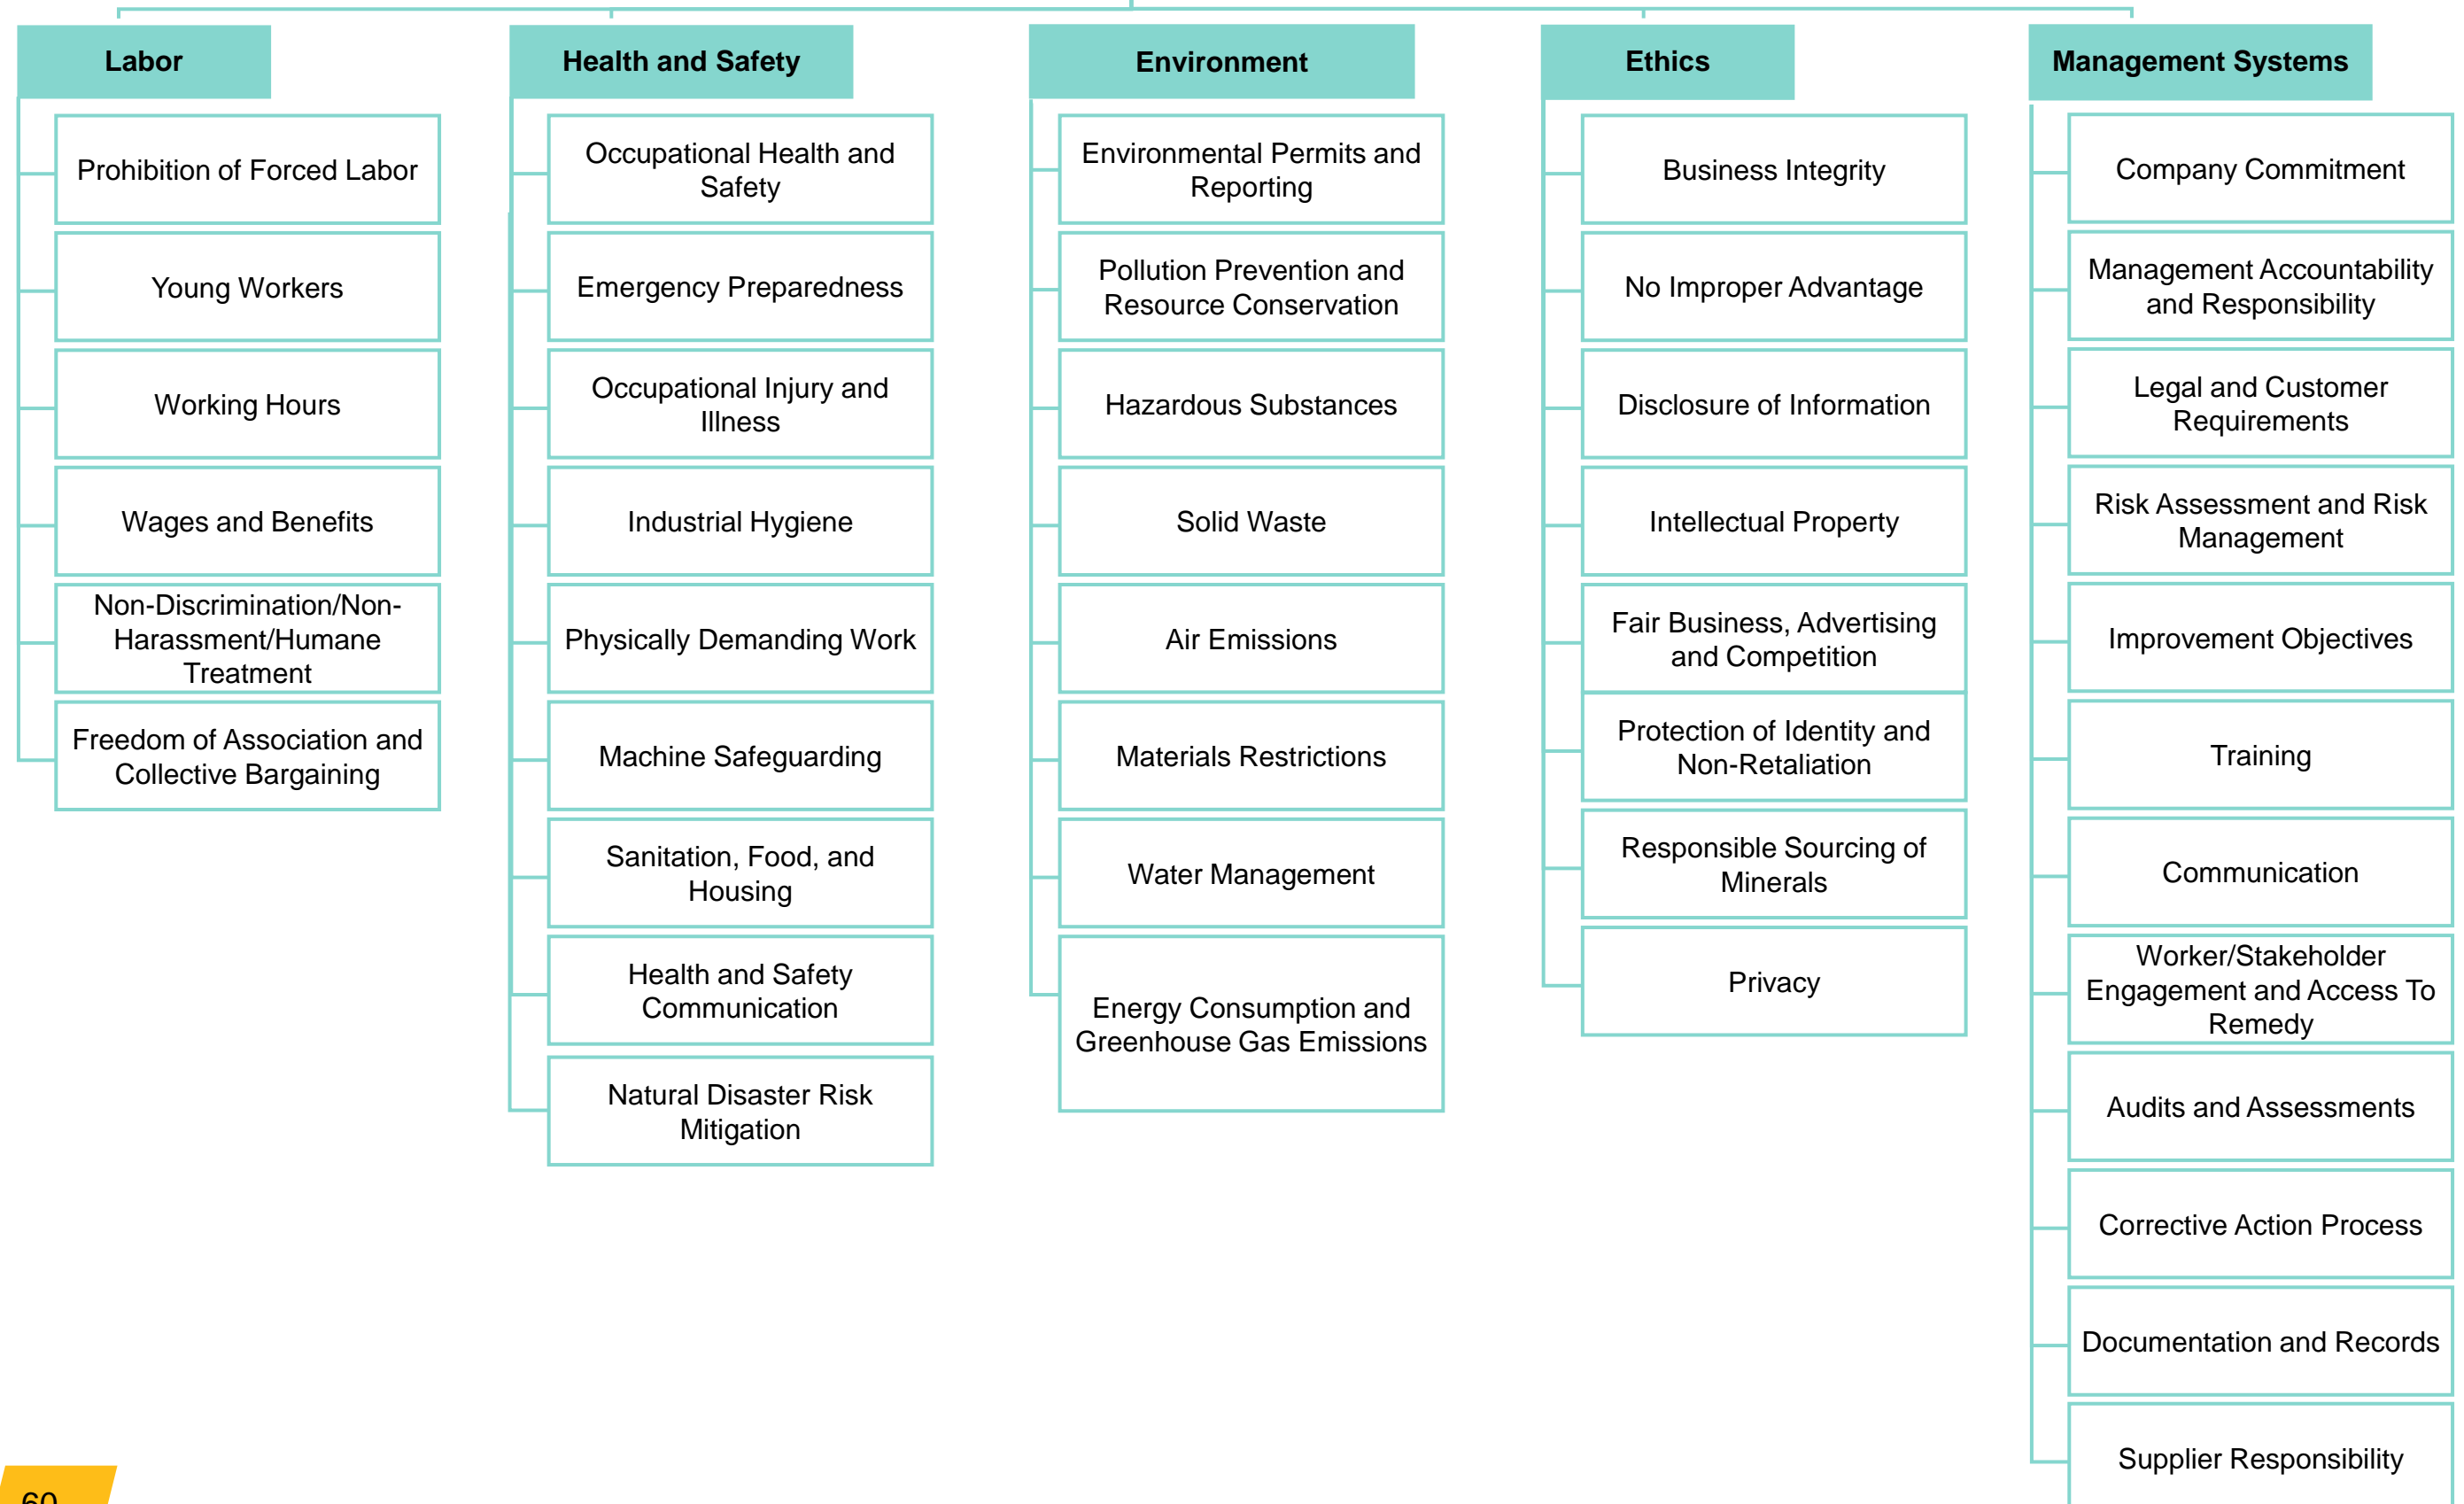 Labor
Prohibition of Forced Labor
Young Workers
Working Hours
Wages and Benefits
Non-Discrimination/Non-
Harassment/Humane
Treatment
Freedom of Association and
Collective Bargaining
Health and Safety
Occupational Health and
Safety
Emergency Preparedness
Occupational Injury and
Illness
Industrial Hygiene
Physically Demanding Work
Machine Safeguarding
Sanitation, Food, and
Housing
Health and Safety
Communication
Natural Disaster Risk
Mitigation
Environment
Environmental Permits and
Reporting
Pollution Prevention and
Resource Conservation
Hazardous Substances
Solid Waste
Air Emissions
Materials Restrictions
Water Management
Energy Consumption and
Greenhouse Gas Emissions
Ethics
Business Integrity
No Improper Advantage
Disclosure of Information
Intellectual Property
Fair Business, Advertising
and Competition
Protection of Identity and
Non-Retaliation
Responsible Sourcing of
Minerals
Privacy
Management Systems
Company Commitment
Management Accountability
and Responsibility
Legal and Customer
Requirements
Risk Assessment and Risk
Management
Improvement Objectives
Training
Communication
Worker/Stakeholder
Engagement and Access To
Remedy
Audits and Assessments
Corrective Action Process
Documentation and Records
Supplier Responsibility
60